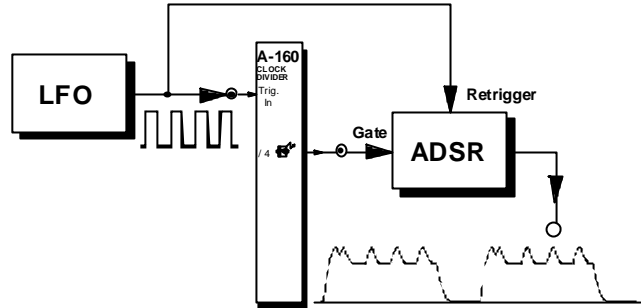 A-160
CLOCK
DIVIDER
LFO
Trig.
In
Retrigger
Gate
ADSR
/ 4